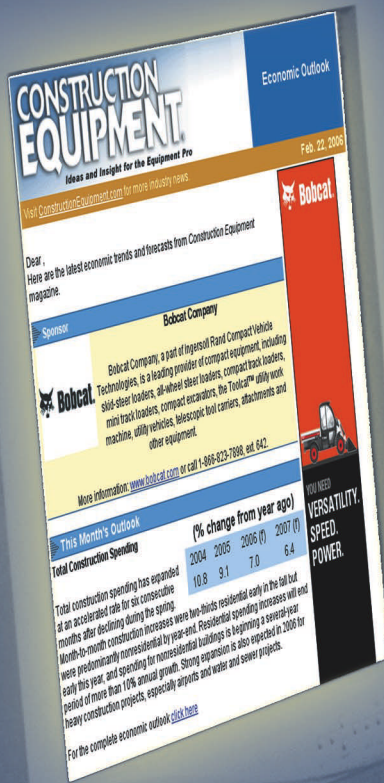 CONSTRUCTION
EQUIPMENT.
Ideas and Insight for the Equipment Pro
Economic Outlook
Visit ConstructionEquipment.com for more industry news.
Feb. 22, 2006
Dear ,
Here are the latest economic trends and forecasts from Construction Equipment
magazine.
Sponsor
Bobcat.
Bobcat Company
Bobcat Company, a part of Ingersoll Rand Compact Vehicle
Technologies, is a leading provider of compact equipment, including
skid-steer loaders, all-wheel steer loaders, compact track loaders,
mini track loaders, compact excavators, the Toolcat™ utility work
machine, utility vehicles, telescopic tool carriers, attachments and
other equipment.
More information: www.bobcat.com or call 1-866-823-7898, ext. 642.
This Month's Outlook
Total Construction Spending
(% change from year ago)
2004 2005 2006 (f) 2007 (f)
10.8 9.1 7.0 6.4
Total construction spending has expanded
at an accelerated rate for six consecutive
months after declining during the spring.
Month-to-month construction increases were two-thirds residential early in the fall but
were predominantly nonresidential by year-end. Residential spending increases will end
early this year, and spending for nonresidential buildings is beginning a several-year
period of more than 10% annual growth. Strong expansion is also expected in 2006 for
heavy construction projects, especially airports and water and sewer projects.
For the complete economic outlook click here
Bobcat.
YOU NEED
VERSATILITY.
SPEED.
POWER.